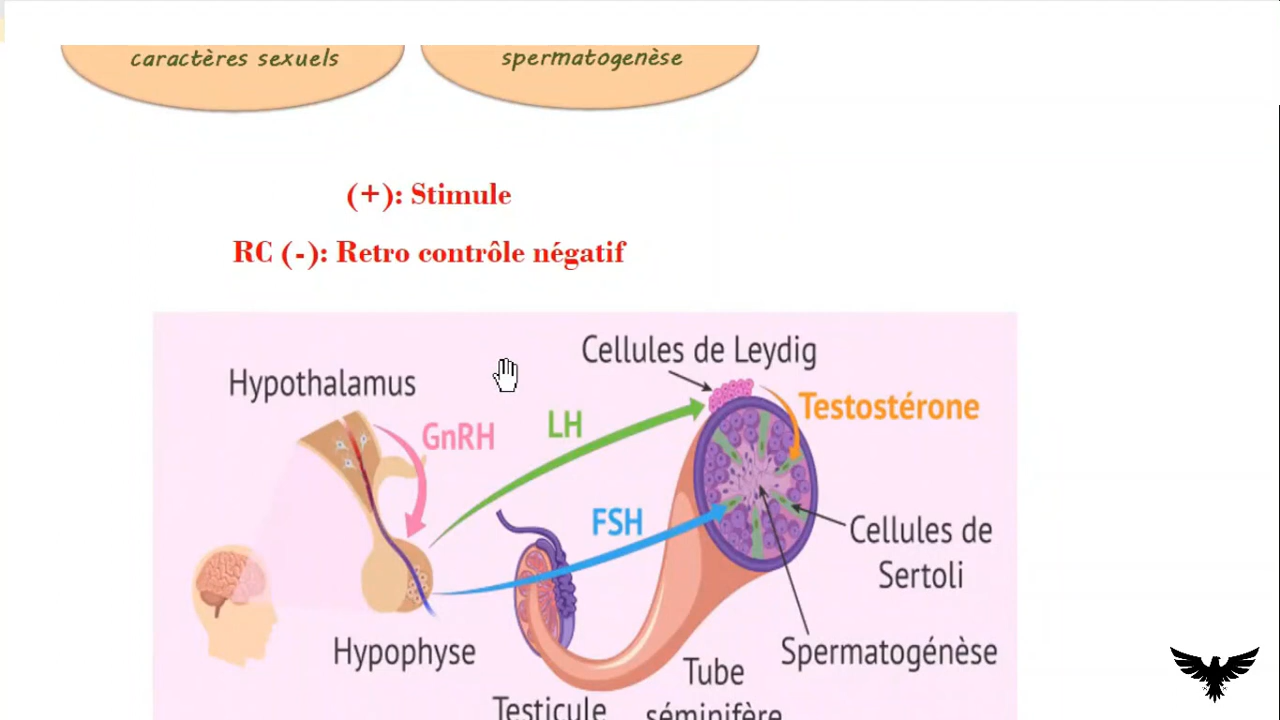 caractères sexuels
spermatogenèse
(+): Stimule
RC (-): Retro contrôle négatif
Cellules de Leydig
Hypothalamus
Testostérone
GnRH
LH
FSH
Cellules de
Sertoli
Hypophyse
Spermatogénèse
Tube
séminifère
Testicule